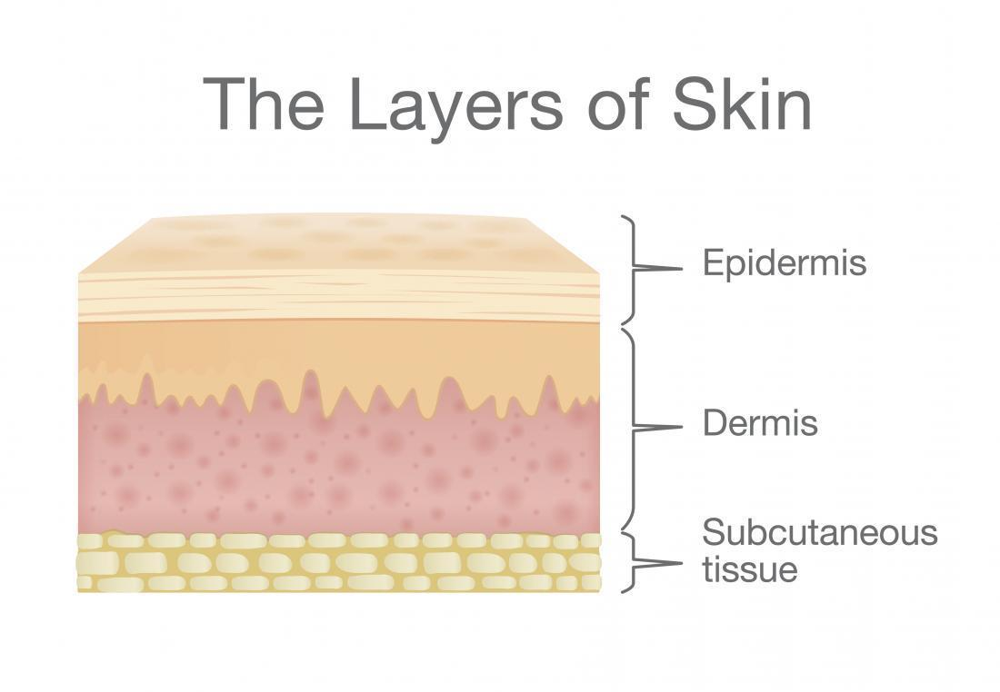 The Layers of Skin
Epidermis
Dermis
Subcutaneous
tissue